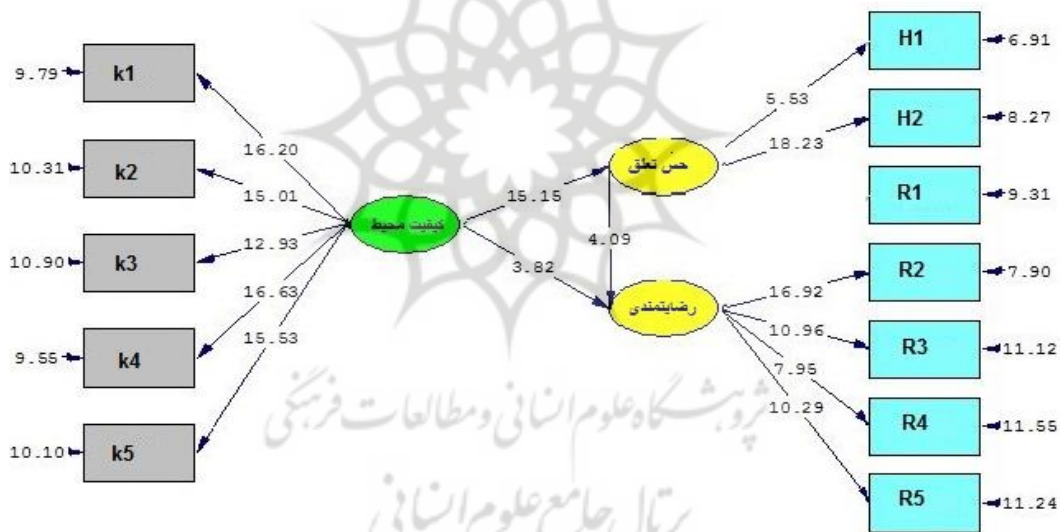 k1
k2
k3
k4
k5
9.79
10.31
10.90
9.55
10.10
16.20
15.01
12.93
16.63
15.53
کیفیت محیط
15.15
3.82
حس تعلق
4.09
رضایتمندی
5.53
18.23
16.92
10.96
7.95
10.29
H1
H2
R1
R2
R3
R4
R5
6.91
8.27
9.31
7.90
11.12
11.55
11.24
پژوهشگاه علوم انسانی و مطالعات فرهنگی
پرتال جامع علوم انسانی